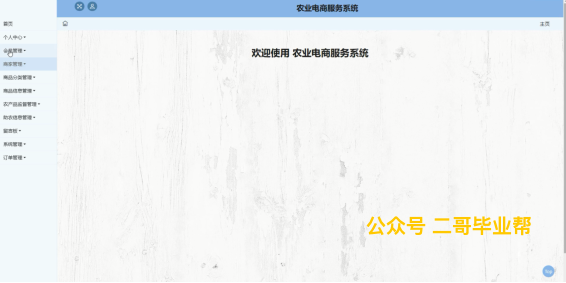 农业电商服务系统
主页
首页
个人中心
管理
商家管理
商品分类管理
商品信息管理
农产品监督管理
助农信息管理
留言板
系统管理
订单管理
欢迎使用 农业电商服务系统
公众号 二哥毕业帮
Top